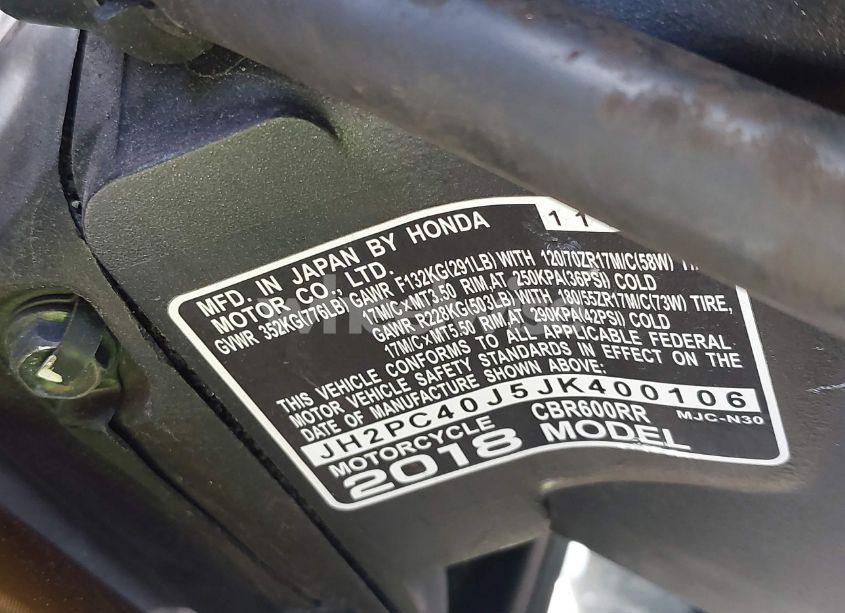 MFD. IN JAPAN BY HONDA
MOTOR CO., LTD.
11
GVWR 352KG(776LB) GAWR F132KG(291LB) WITH 120/70ZR17M/C(58W)
17M/C×MT3.50 RIM.AT 250KPA(36PSI) COLD
GAWR R228KG(503LB) WITH 180/55ZR17M/C(73W) TIRE,
17M/C×MT5.50 RIM AT 290KPA(42PSI) COLD
THIS VEHICLE CONFORMS TO ALL APPLICABLE FEDERAL
MOTOR VEHICLE SAFETY STANDARDS IN EFFECT ON THE
DATE OF MANUFACTURE SHOWN ABOVE:
JH2PC40J5JK400106
MOTORCYCLE CBR600RR MJC-N30
2018 MODEL